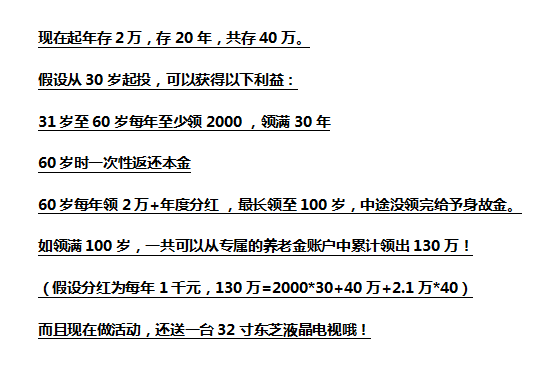 现在起年存2万，存20年，共存40万。
假设从30岁起投，可以获得以下利益：
31岁至60岁每年至少领2000 ，领满30年
60岁时一次性返还本金
60岁每年领2万+年度分红 ，最长领至100岁，中途没领完给予身故金。
如领满100岁，一共可以从专属的养老金账户中累计领出130万！
（假设分红为每年1千元，130万=2000*30+40万+2.1万*40）
而且现在做活动，还送一台32寸东芝液晶电视哦！